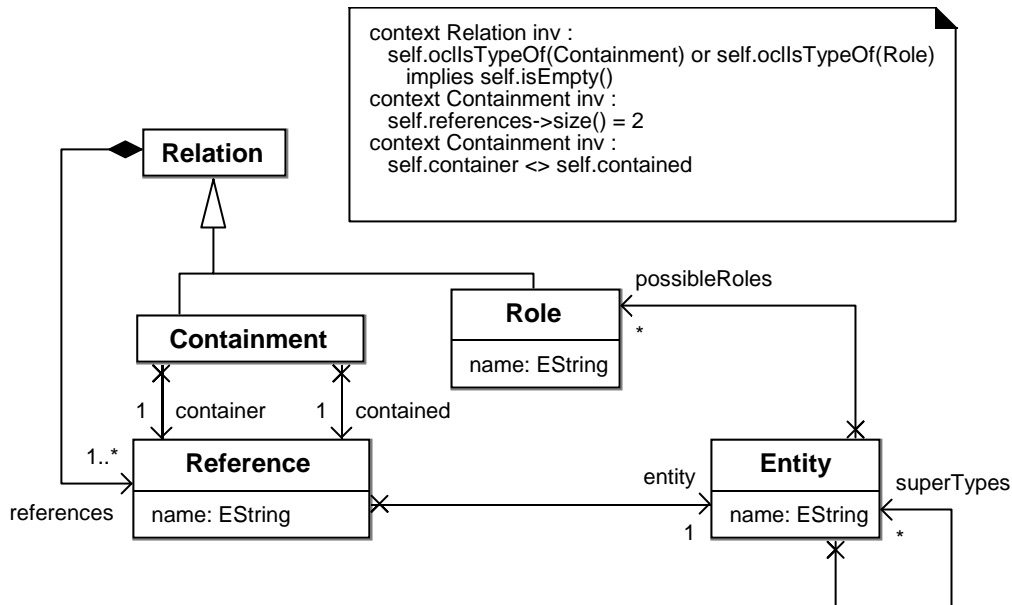 context Relation inv :
self.oclIsTypeOf(Containment) or self.oclIsTypeOf(Role)
implies self.isEmpty()
context Containment inv :
self.references->size() = 2
context Containment inv :
self.container <> self.contained
Relation
possibleRoles
*
Role
name: EString
Containment
1 container
1 contained
1..*
references
Reference
name: EString
entity
1
Entity
name: EString
superTypes
*